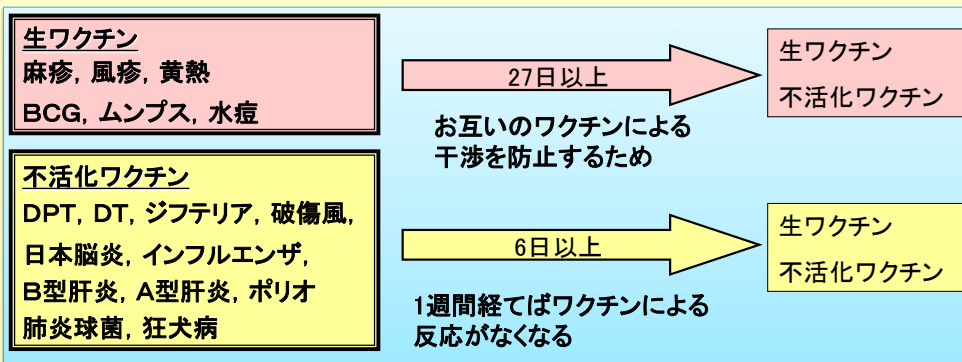 生ワクチン
麻疹, 風疹, 黄熱
BCG, ムンプス, 水痘
27日以上
お互いのワクチンによる
干渉を防止するため
生ワクチン
不活化ワクチン
不活化ワクチン
DPT, DT, ジフテリア, 破傷風,
日本脳炎, インフルエンザ,
B型肝炎, A型肝炎, ポリオ
肺炎球菌, 狂犬病
6日以上
1週間経てばワクチンによる
反応がなくなる
生ワクチン
不活化ワクチン